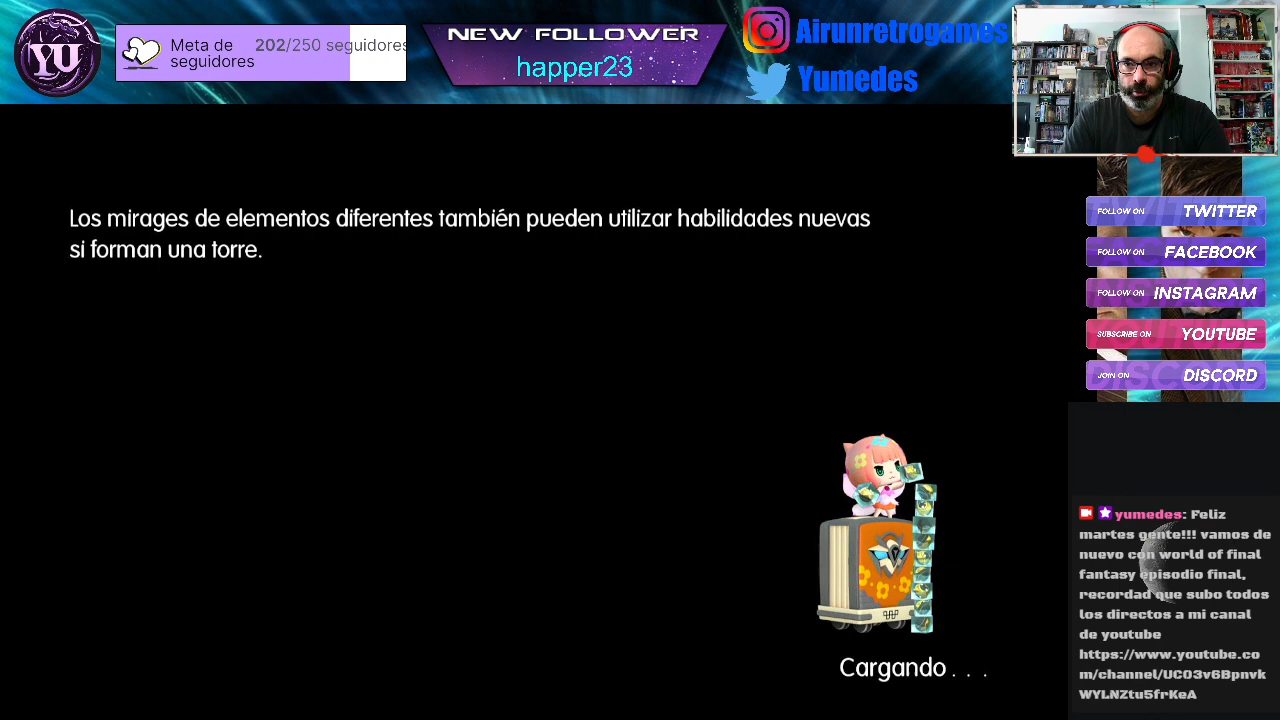 YU
Meta de
seguidores
202/250 seguidores
NEW FOLLOWER
happer23
Airunretrogames
Yumedes
Los mirages de elementos diferentes también pueden utilizar habilidades nuevas
si forman una torre.
FOLLOW ON TWITTER
FOLLOW ON FACEBOOK
FOLLOW ON INSTAGRAM
SUBSCRIBE ON YOUTUBE
JOIN ON DISCORD
yumedes: Feliz
martes gente!!! vamos de
nuevo con world of final
fantasy episodio final,
recordad que subo todos
los directos a mi canal
de youtube
https://www.youtube.co
m/channel/UC03v6Bpnvk
WYLNZtu5frKeA
Cargando . . .